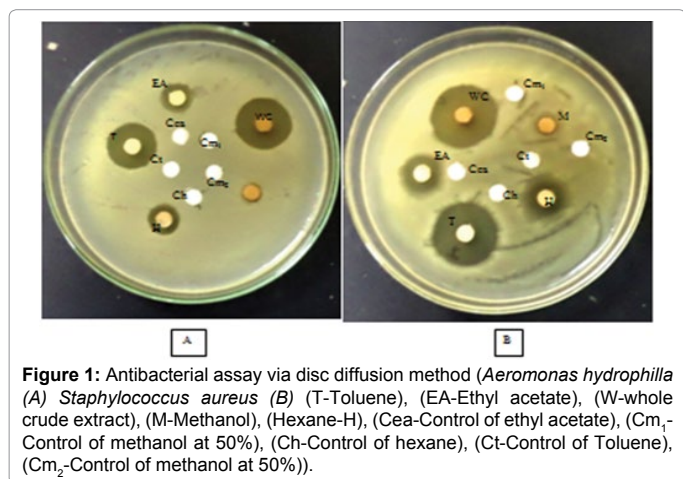 EA
WC
T
Cea
Cm₁
Ct
Cm₂
Ch
H
Cm₁
WC
M
Cm₂
EA
Cea
Ct
Ch
H
T
A
B
Figure 1: Antibacterial assay via disc diffusion method (Aeromonas hydrophilla
(A) Staphylococcus aureus (B) (T-Toluene), (EA-Ethyl acetate), (W-whole
crude extract), (M-Methanol), (Hexane-H), (Cea-Control of ethyl acetate), (Cm₁-
Control of methanol at 50%), (Ch-Control of hexane), (Ct-Control of Toluene),
(Cm₂-Control of methanol at 50%)).